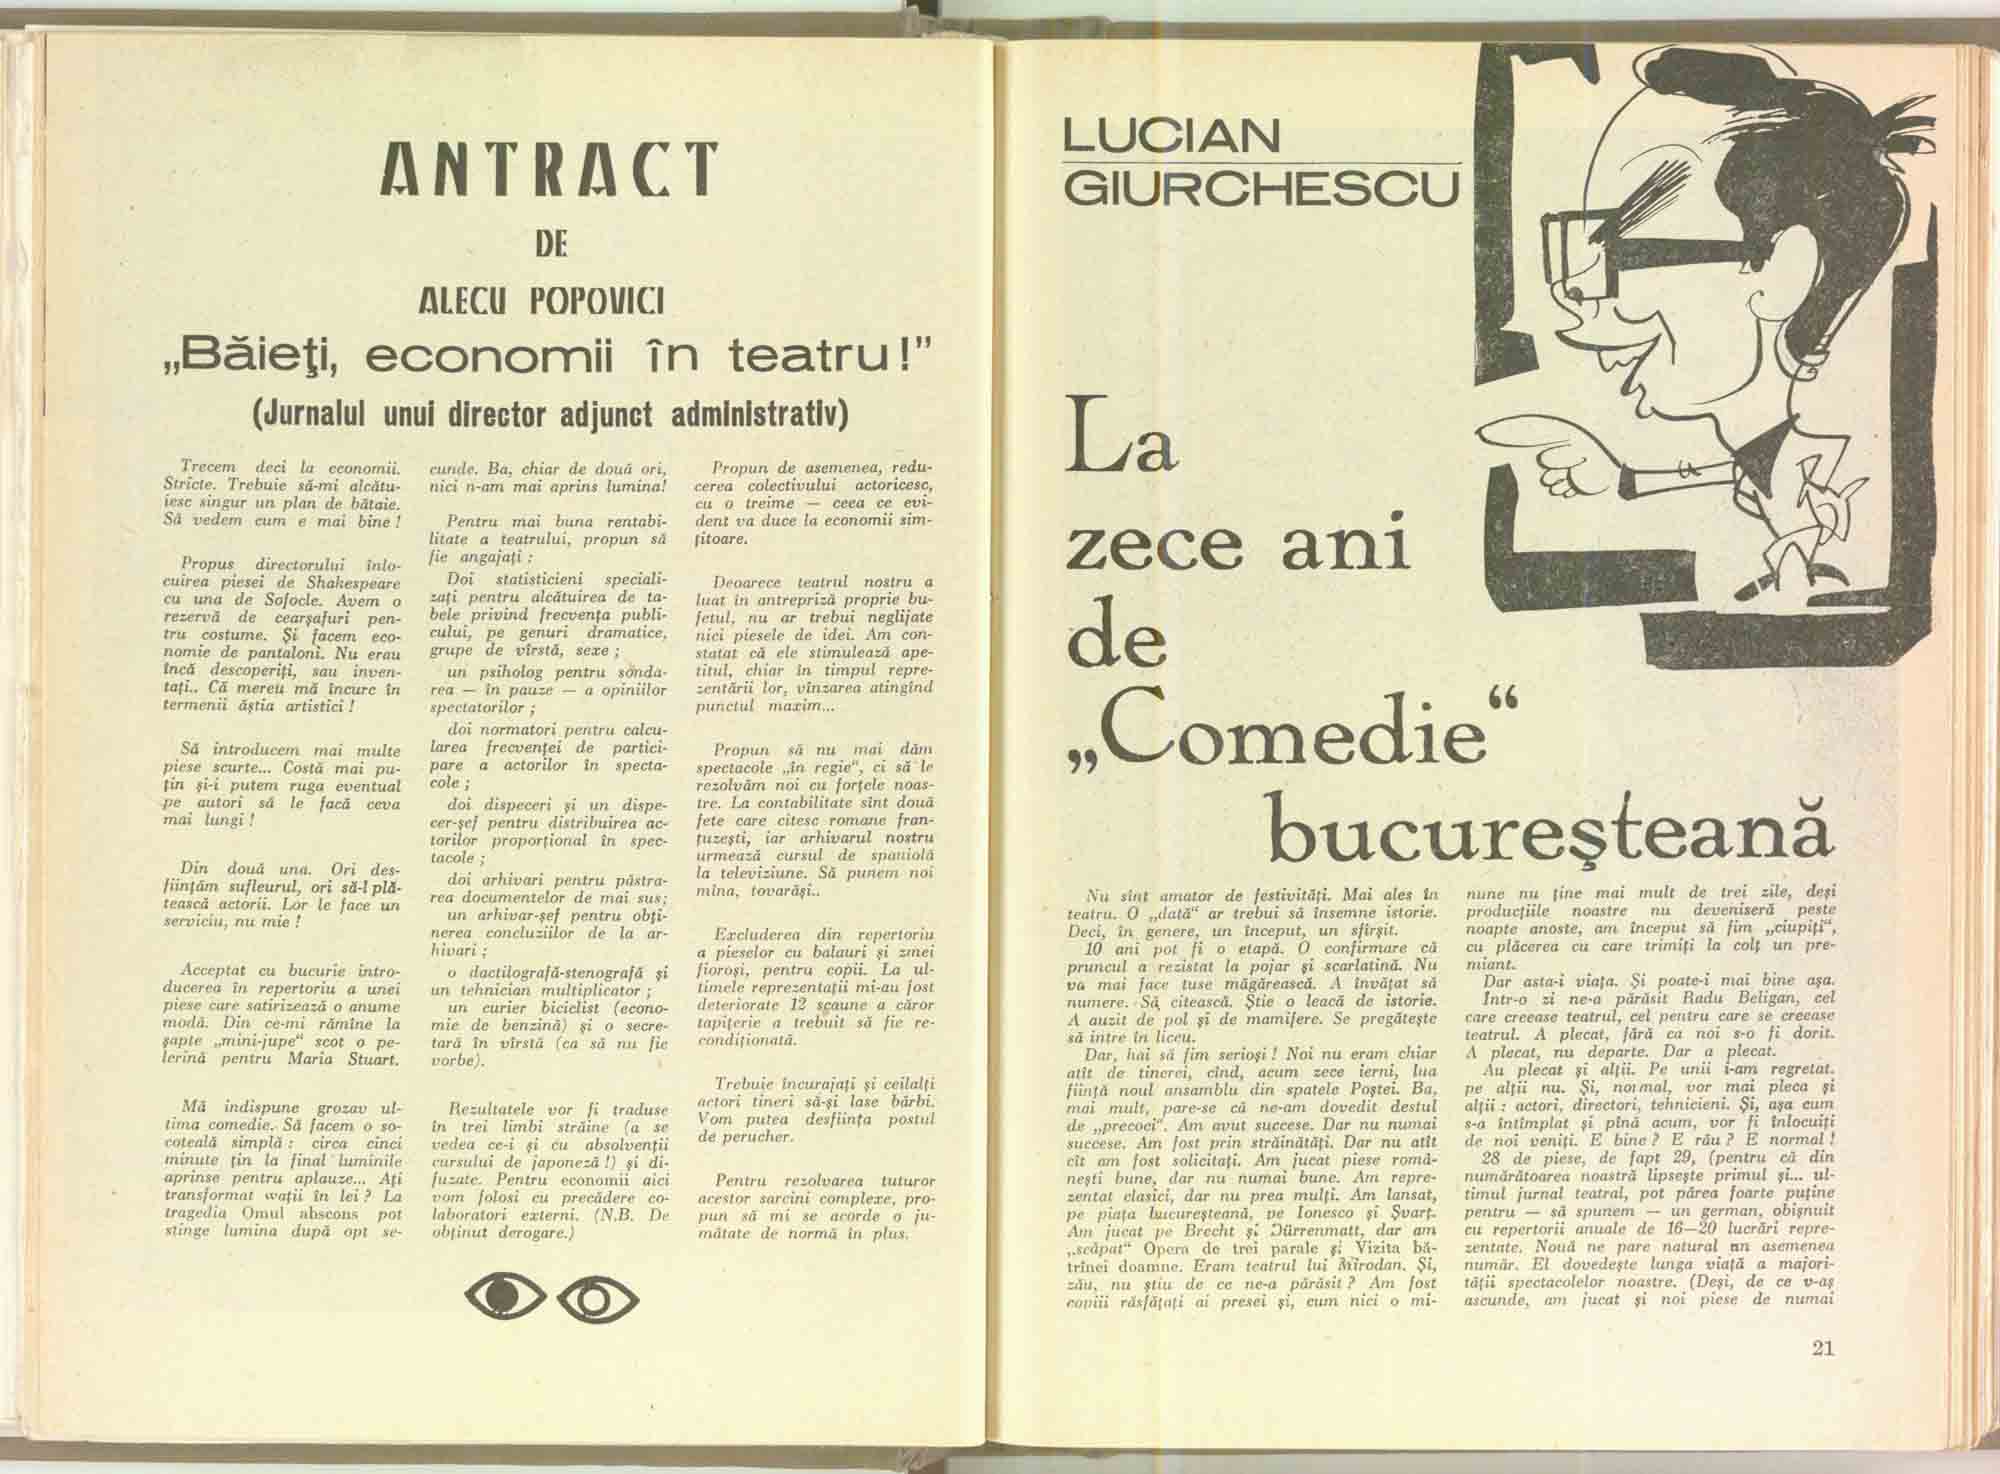 ANTRACT
DE
ALECU POPOVICI
„Băieţi, economii în teatru!”
(Jurnalul unui director adjunct administrativ)
Trecem deci la economii.
Stricte. Trebuie să-mi alcătu-
iesc singur un plan de bătaie.
Să vedem cum e mai bine !
Propus directorului înlo-
cuirea piesei de Shakespeare
cu una de Sofocle. Avem o
rezervă de cearşafuri pen-
tru costume. Şi facem eco-
nomie de pantaloni. Nu erau
încă descoperiţi, sau inven-
taţi.. Că mereu mă încurc în
termenii ăştia artistici !
Să introducem mai multe
piese scurte... Costă mai pu-
ţin şi-i putem ruga eventual
pe autori să le facă ceva
mai lungi !
Din două una. Ori des-
fiinţăm sufleurul, ori să-l plă-
tească actorii. Lor le face un
serviciu, nu mie !
Acceptat cu bucurie intro-
ducerea în repertoriu a unei
piese care satirizează o anume
modă. Din ce-mi rămîne la
şapte „mini-jupe“ scot o pe-
lerină pentru Maria Stuart.
Mă indispune grozav ul-
tima comedie. Să facem o so-
coteală simplă : circa cinci
minute ţin la final luminile
aprinse pentru aplauze... Aţi
transformat waţii în lei ? La
tragedia Omul abscons pot
stinge lumina după opt se-
cunde. Ba, chiar de două ori,
nici n-am mai aprins lumina!
Pentru mai buna rentabi-
litate a teatrului, propun să
fie angajaţi :
Doi statisticieni speciali-
zaţi pentru alcătuirea de ta-
bele privind frecvenţa publi-
cului, pe genuri dramatice,
grupe de vîrstă, sexe ;
un psiholog pentru sonda-
rea — în pauze — a opiniilor
spectatorilor ;
doi normatori pentru calcu-
larea frecvenţei de partici-
pare a actorilor în specta-
cole ;
doi dispeceri şi un dispe-
cer-şef pentru distribuirea ac-
torilor proporţional în spec-
tacole ;
doi arhivari pentru păstra-
rea documentelor de mai sus;
un arhivar-şef pentru obţi-
nerea concluziilor de la ar-
hivari ;
o dactilografă-stenografă şi
un tehnician multiplicator ;
un curier biciclist (econo-
mie de benzină) şi o secre-
tară în vîrstă (ca să nu fie
vorbe).
Rezultatele vor fi traduse
în trei limbi străine (a se
vedea ce-i şi cu absolvenţii
cursului de japoneză !) şi di-
fuzate. Pentru economii aici
vom folosi cu precădere co-
laboratori externi. (N.B. De
obţinut derogare.)
Propun de asemenea, redu-
cerea colectivului actoricesc,
cu o treime — ceea ce evi-
dent va duce la economii sim-
ţitoare.
Deoarece teatrul nostru a
luat în antrepriză proprie bu-
fetul, nu ar trebui neglijate
nici piesele de idei. Am con-
statat că ele stimulează ape-
titul, chiar în timpul repre-
zentării lor, vînzarea atingînd
punctul maxim...
Propun să nu mai dăm
spectacole „în regie“, ci să le
rezolvăm noi cu forţele noas-
tre. La contabilitate sînt două
fete care citesc romane fran-
ţuzeşti, iar arhivarul nostru
urmează cursul de spaniolă
la televiziune. Să punem noi
mîna, tovarăşi..
Excluderea din repertoriu
a pieselor cu balauri şi zmei
fioroşi, pentru copii. La ul-
timele reprezentaţii mi-au fost
deteriorate 12 scaune a căror
tapiţerie a trebuit să fie re-
condiţionată.
Trebuie încurajaţi şi ceilalţi
actori tineri să-şi lase bărbi.
Vom putea desfiinţa postul
de perucher.
Pentru rezolvarea tuturor
acestor sarcini complexe, pro-
pun să mi se acorde o ju-
mătate de normă în plus.
LUCIAN
GIURCHESCU
La
zece ani
de
„Comedie“
bucureşteană
Nu sînt amator de festivităţi. Mai ales în
teatru. O „dată“ ar trebui să însemne istorie.
Deci, în genere, un început, un sfîrşit.
10 ani pot fi o etapă. O confirmare că
pruncul a rezistat la pojar şi scarlatină. Nu
va mai face tuse măgărească. A învăţat să
numere. Să citească. Ştie o leacă de istorie.
A auzit de pol şi de mamifere. Se pregăteşte
să intre în liceu.
Dar, hai să fim serioşi ! Noi nu eram chiar
atît de tinerei, cînd, acum zece ierni, lua
fiinţă noul ansamblu din spatele Poştei. Ba,
mai mult, pare-se că ne-am dovedit destul
de „precoci“. Am avut succese. Dar nu numai
succese. Am fost prin străinătăţi. Dar nu atît
cît am fost solicitaţi. Am jucat piese româ-
neşti bune, dar nu numai bune. Am repre-
zentat clasici, dar nu prea mulţi. Am lansat,
pe piaţa bucureşteană, pe Ionesco şi Şvarţ.
Am jucat pe Brecht şi Dürrenmatt, dar am
„scăpat“ Opera de trei parale şi Vizita bă-
trînei doamne. Eram teatrul lui Mirodan. Şi,
zău, nu ştiu de ce ne-a părăsit ? Am fost
copiii răsfăţaţi ai presei şi, cum nici o mi-
nune nu ţine mai mult de trei zile, deşi
producţiile noastre nu deveniseră peste
noapte anoste, am început să fim „ciupiţi“,
cu plăcerea cu care trimiţi la colţ un pre-
miant.
Dar asta-i viaţa. Şi poate-i mai bine aşa.
Într-o zi ne-a părăsit Radu Beligan, cel
care creease teatrul, cel pentru care se creease
teatrul. A plecat, fără ca noi s-o fi dorit.
A plecat, nu departe. Dar a plecat.
Au plecat şi alţii. Pe unii i-am regretat.
pe alţii nu. Şi, normal, vor mai pleca şi
alţii : actori, directori, tehnicieni. Şi, aşa cum
s-a întîmplat şi pînă acum, vor fi înlocuiţi
de noi veniţi. E bine ? E rău ? E normal !
28 de piese, de fapt 29, (pentru că din
numărătoarea noastră lipseşte primul şi... ul-
timul jurnal teatral, pot părea foarte puţine
pentru — să spunem — un german, obişnuit
cu repertorii anuale de 16—20 lucrări repre-
zentate. Nouă ne pare natural un asemenea
număr. El dovedeşte lunga viaţă a majori-
tăţii spectacolelor noastre. (Deşi, de ce v-aş
ascunde, am jucat şi noi piese de numai
21